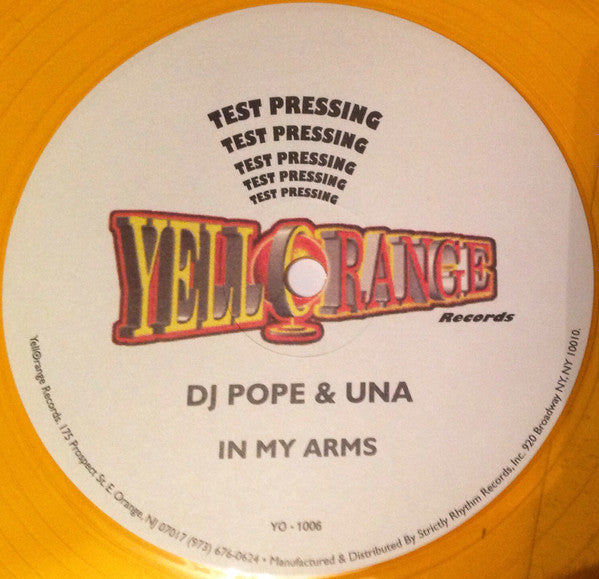 TEST PRESSING
TEST PRESSING
TEST PRESSING
TEST PRESSING
TEST PRESSING
YELLORANGE
Records
DJ POPE & UNA
IN MY ARMS
YO - 1006
YellOrange Records. 175 Prospect St. E. Orange, NJ 07017 (973) 676-0624 • Manufactured & Distributed By Strictly Rhythm Records, Inc. 920 Broadway NY, NY 10010.